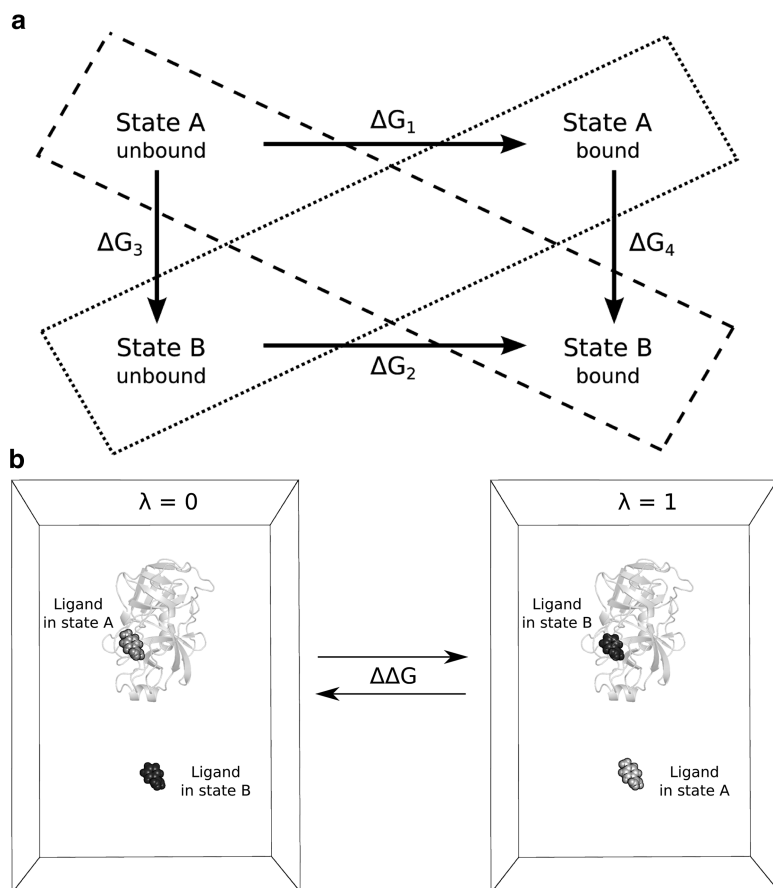 a
State A
unbound
ΔG₁
State A
bound
ΔG₃
ΔG₄
State B
unbound
ΔG₂
State B
bound
b
λ = 0
Ligand
in state A
Ligand
in state B
ΔΔG
λ = 1
Ligand
in state B
Ligand
in state A